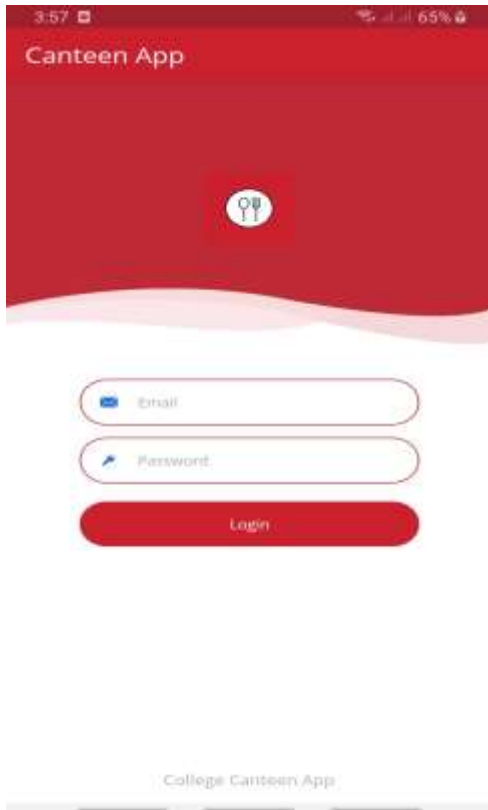 3:57 65%
Canteen App
Email
Password
Login
College Canteen App